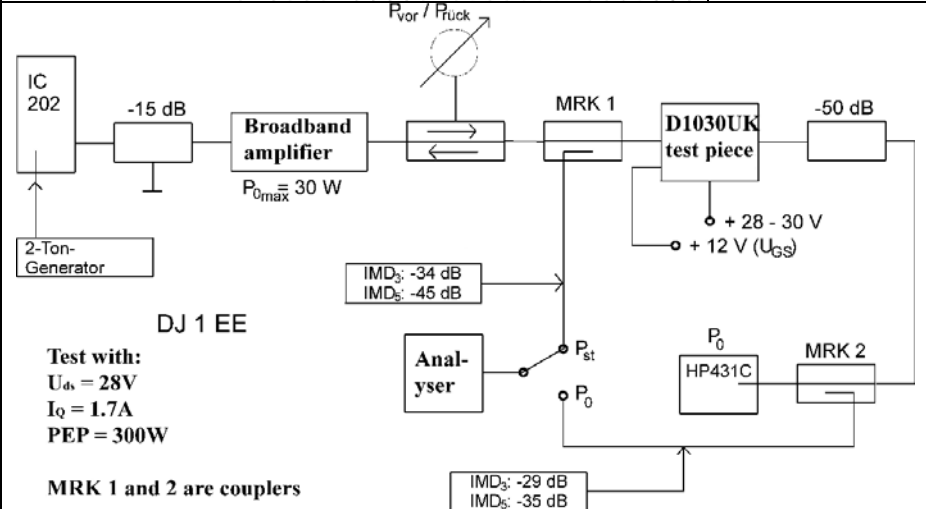 Pvor / Prück
IC
202
-15 dB
Broadband
amplifier
P0max = 30 W
MRK 1
D1030UK
test piece
-50 dB
+ 28 - 30 V
+ 12 V (UGS)
2-Ton-
Generator
IMD3: -34 dB
IMD5: -45 dB
DJ 1 EE
Test with:
Uds = 28V
IQ = 1.7A
PEP = 300W
MRK 1 and 2 are couplers
Anal-
yser
Pst
P0
P0
HP431C
MRK 2
IMD3: -29 dB
IMD5: -35 dB